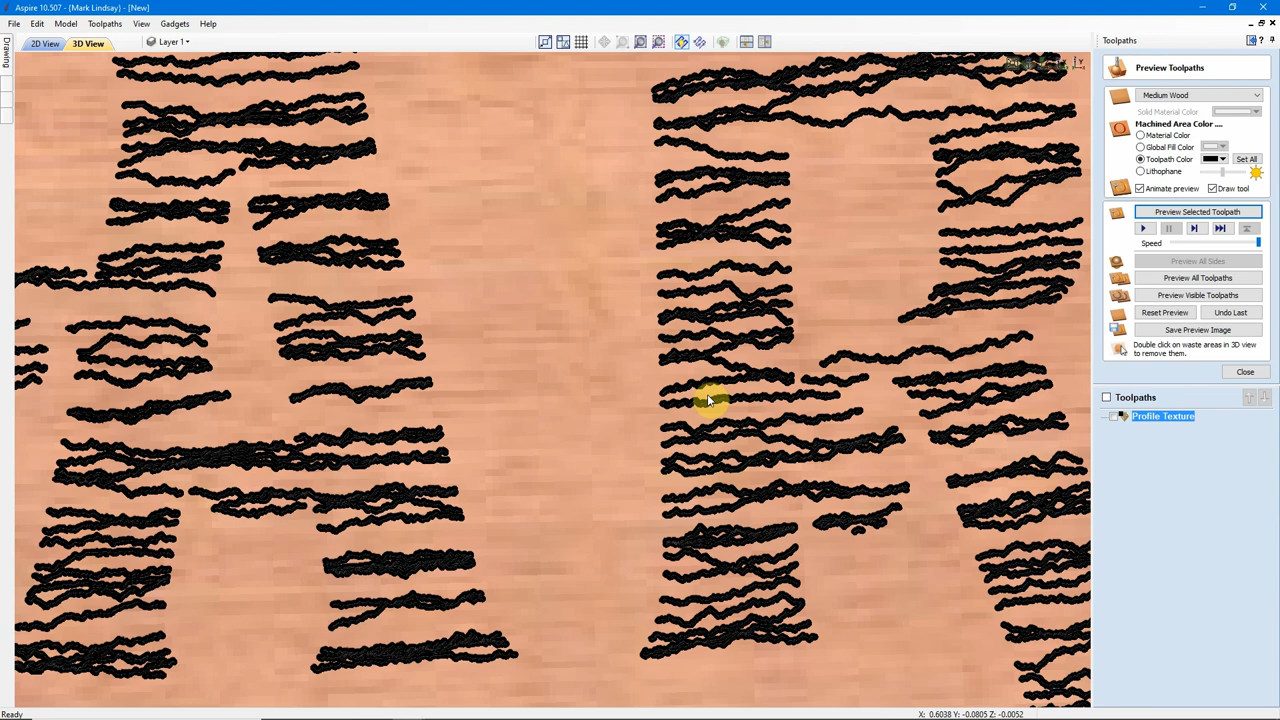 Aspire 10.507 - {Mark Lindsay} - [New]
File Edit Model Toolpaths View Gadgets Help
2D View 3D View Layer 1
Drawing
Toolpaths
Preview Toolpaths
Medium Wood
Solid Material Color
Machined Area Color ....
Material Color
Global Fill Color
Toolpath Color Set All
Lithophane
Animate preview Draw tool
Preview Selected Toolpath
Speed
Preview All Sides
Preview All Toolpaths
Preview Visible Toolpaths
Reset Preview Undo Last
Save Preview Image
Double click on waste areas in 3D view
to remove them.
Close
Toolpaths
Profile Texture
Ready
X: 0.6038 Y: -0.0805 Z: -0.0052